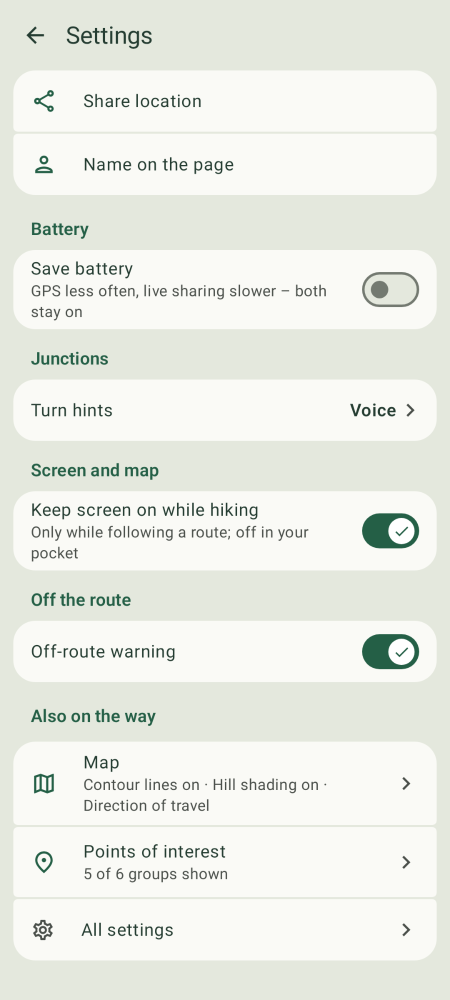 Settings
Share location
Name on the page
Battery
Save battery
GPS less often, live sharing slower – both
stay on
Junctions
Turn hints
Voice
Screen and map
Keep screen on while hiking
Only while following a route; off in your
pocket
Off the route
Off-route warning
Also on the way
Map
Contour lines on · Hill shading on ·
Direction of travel
Points of interest
5 of 6 groups shown
All settings